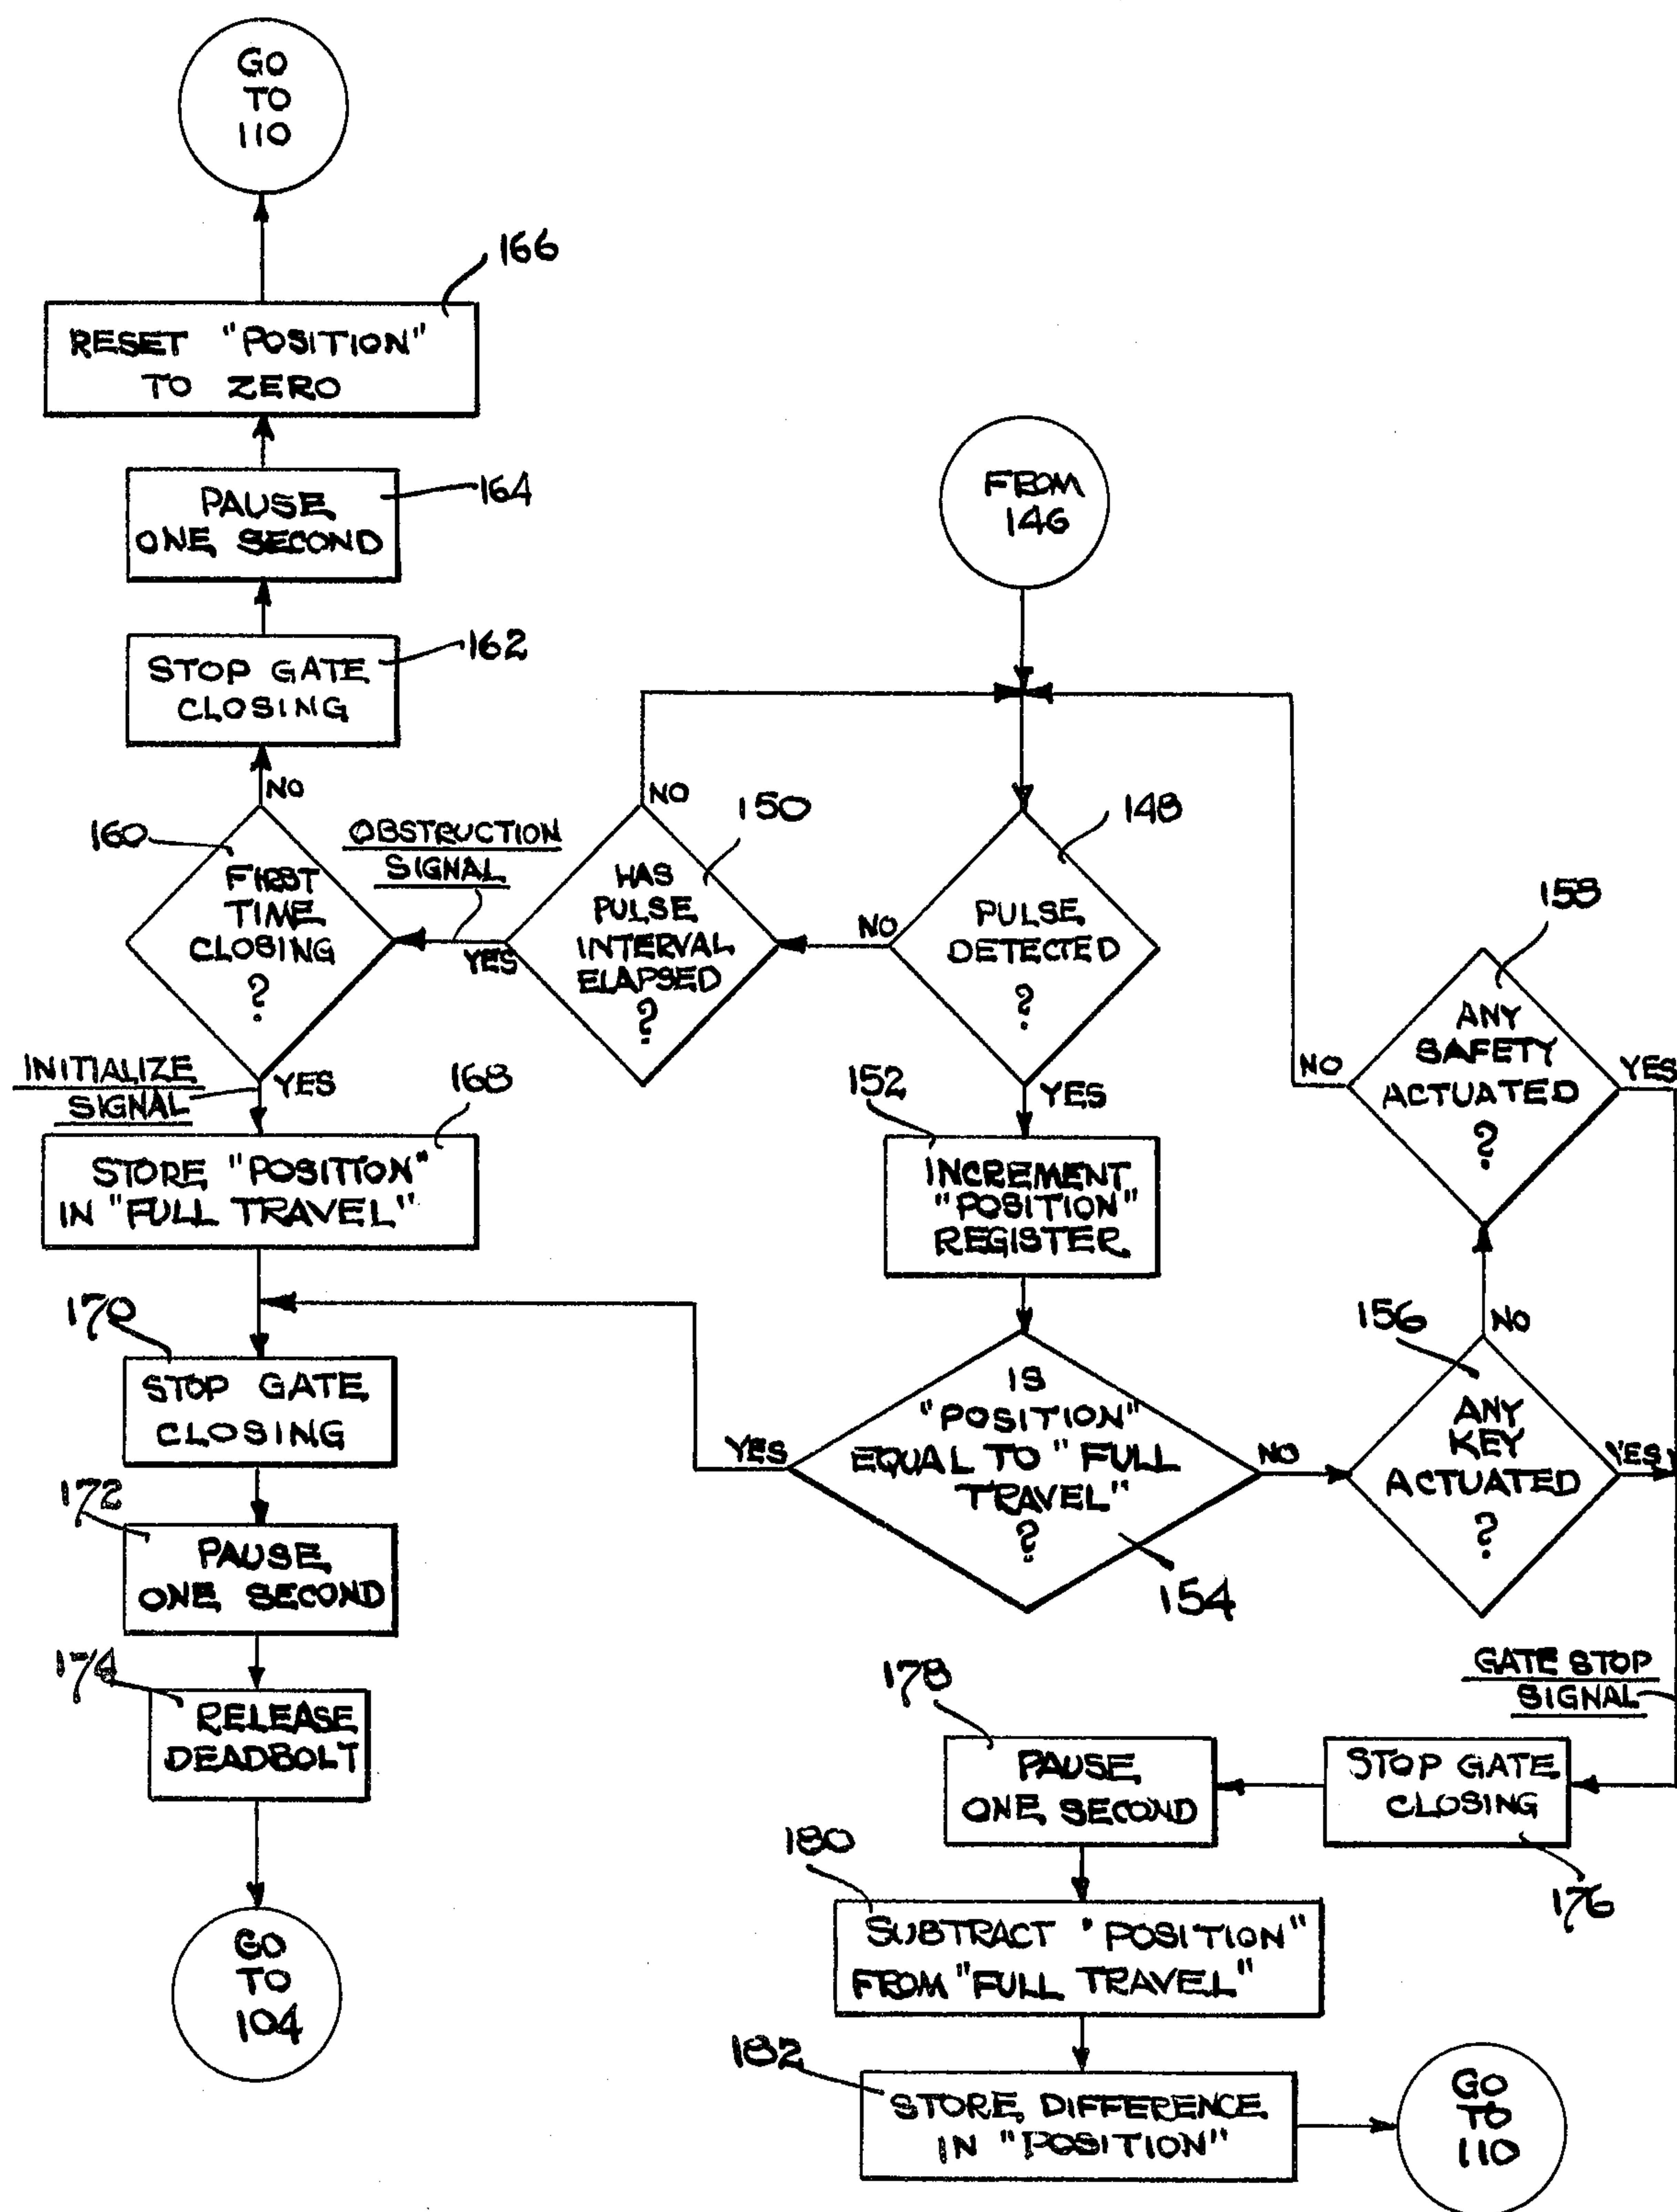 GO
TO
110
166
RESET "POSITION"
TO ZERO
164
PAUSE
ONE SECOND
162
STOP GATE
CLOSING
NO
160
FIRST
TIME
CLOSING
?
OBSTRUCTION
SIGNAL
YES
INITIALIZE
SIGNAL
YES
168
STORE "POSITION"
IN "FULL TRAVEL"
170
STOP GATE
CLOSING
172
PAUSE
ONE SECOND
174
RELEASE
DEADBOLT
GO
TO
104
FROM
146
NO
150
HAS
PULSE
INTERVAL
ELAPSED
?
NO
148
PULSE
DETECTED
?
YES
152
INCREMENT
"POSITION"
REGISTER
IS
"POSITION"
EQUAL TO "FULL
TRAVEL"
?
YES
NO
154
158
ANY
SAFETY
ACTUATED
?
NO
YES
156
NO
ANY
KEY
ACTUATED
?
YES
GATE STOP
SIGNAL
STOP GATE
CLOSING
176
178
PAUSE
ONE SECOND
180
SUBTRACT "POSITION"
FROM "FULL TRAVEL"
182
STORE DIFFERENCE
IN "POSITION"
GO
TO
110